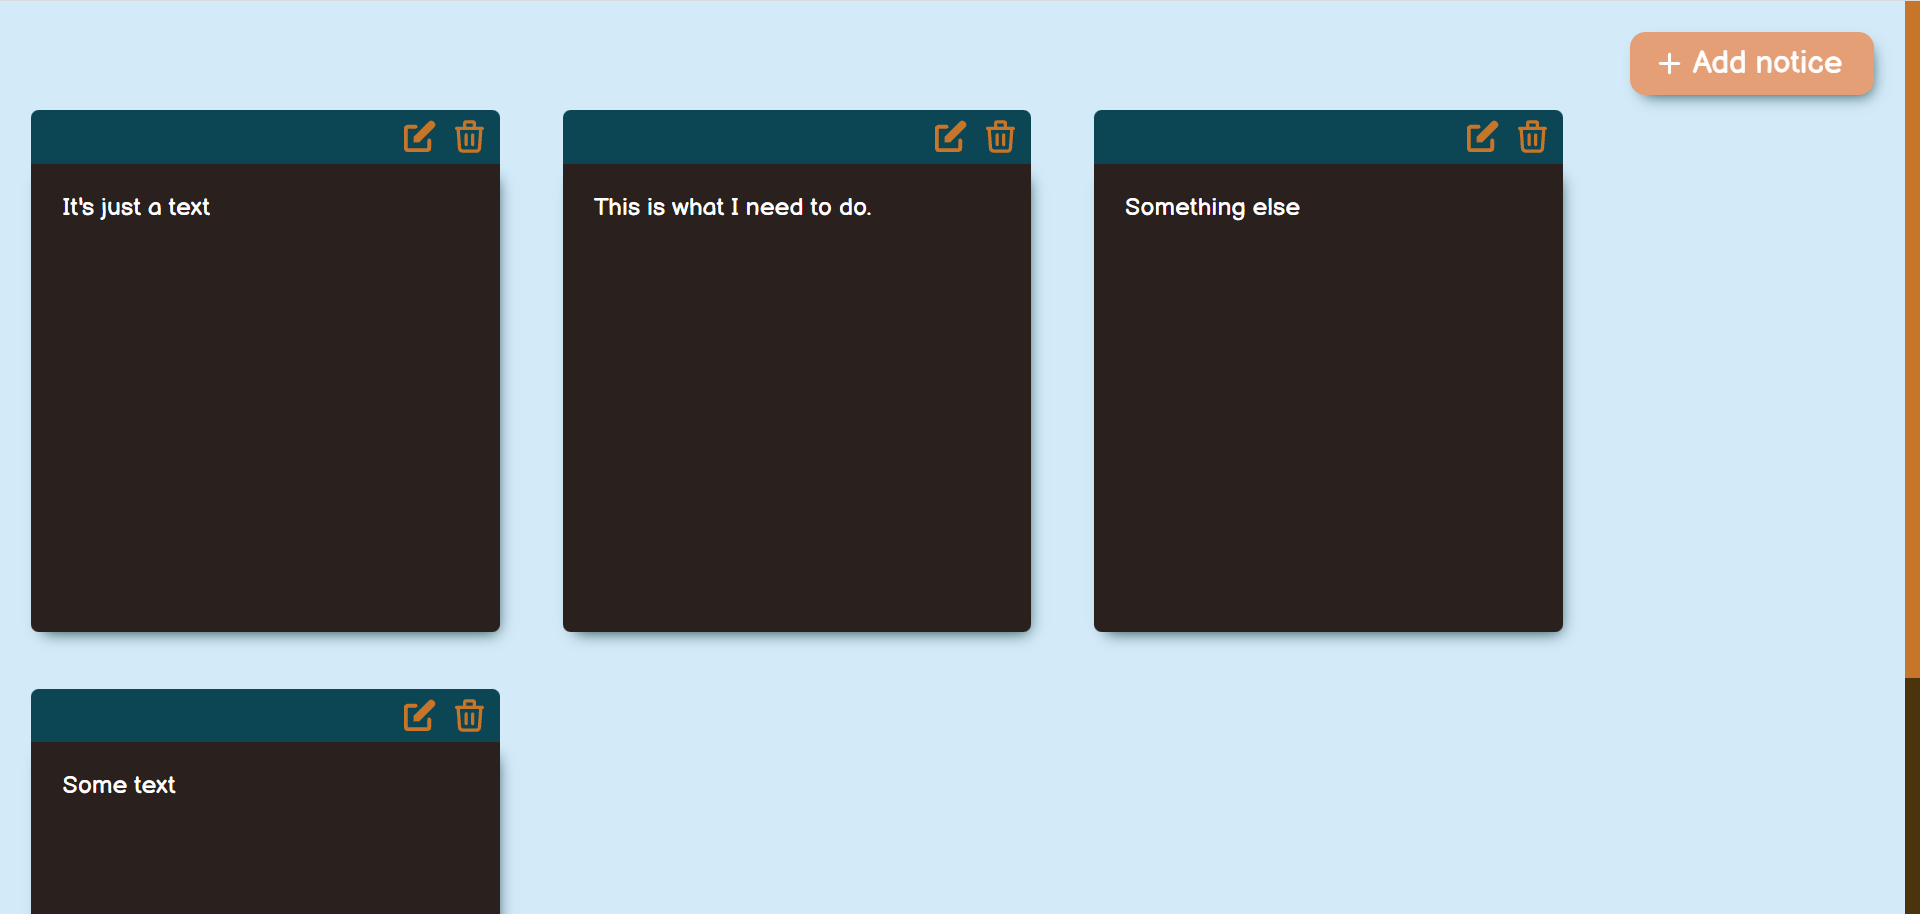 + Add notice
It's just a text
This is what I need to do.
Something else
Some text